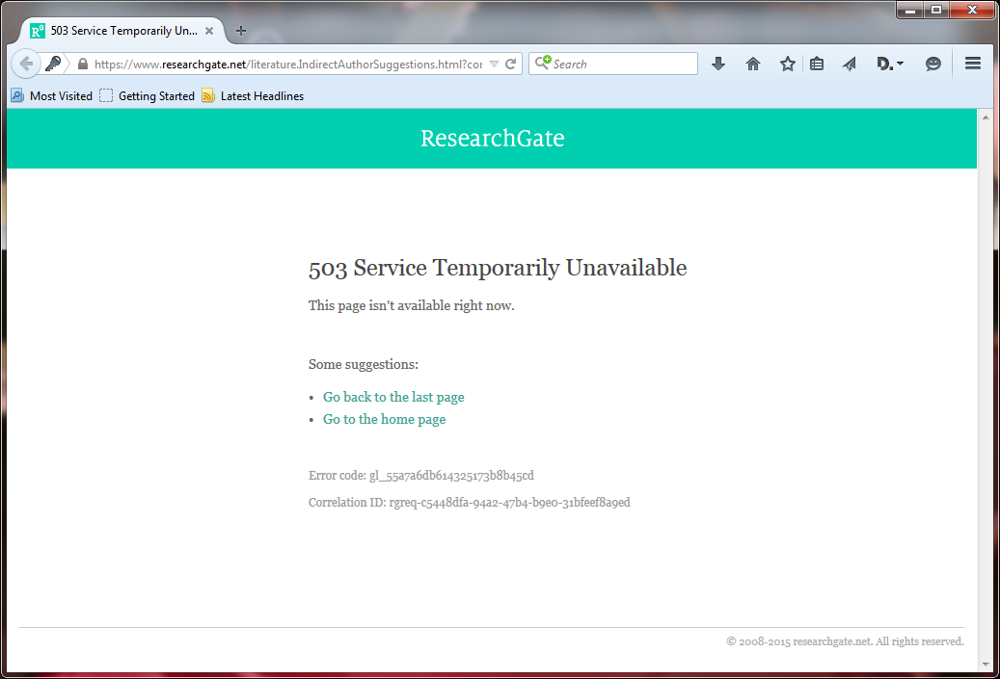 503 Service Temporarily Un...
https://www.researchgate.net/literature.IndirectAuthorSuggestions.html?cor
Search
D.
Most Visited
Getting Started
Latest Headlines
ResearchGate
503 Service Temporarily Unavailable
This page isn't available right now.
Some suggestions:
• Go back to the last page
• Go to the home page
Error code: gl_55a7a6db614325173b8b45cd
Correlation ID: rgreq-c5448dfa-94a2-47b4-b9e0-31bfeef8a9ed
© 2008-2015 researchgate.net. All rights reserved.